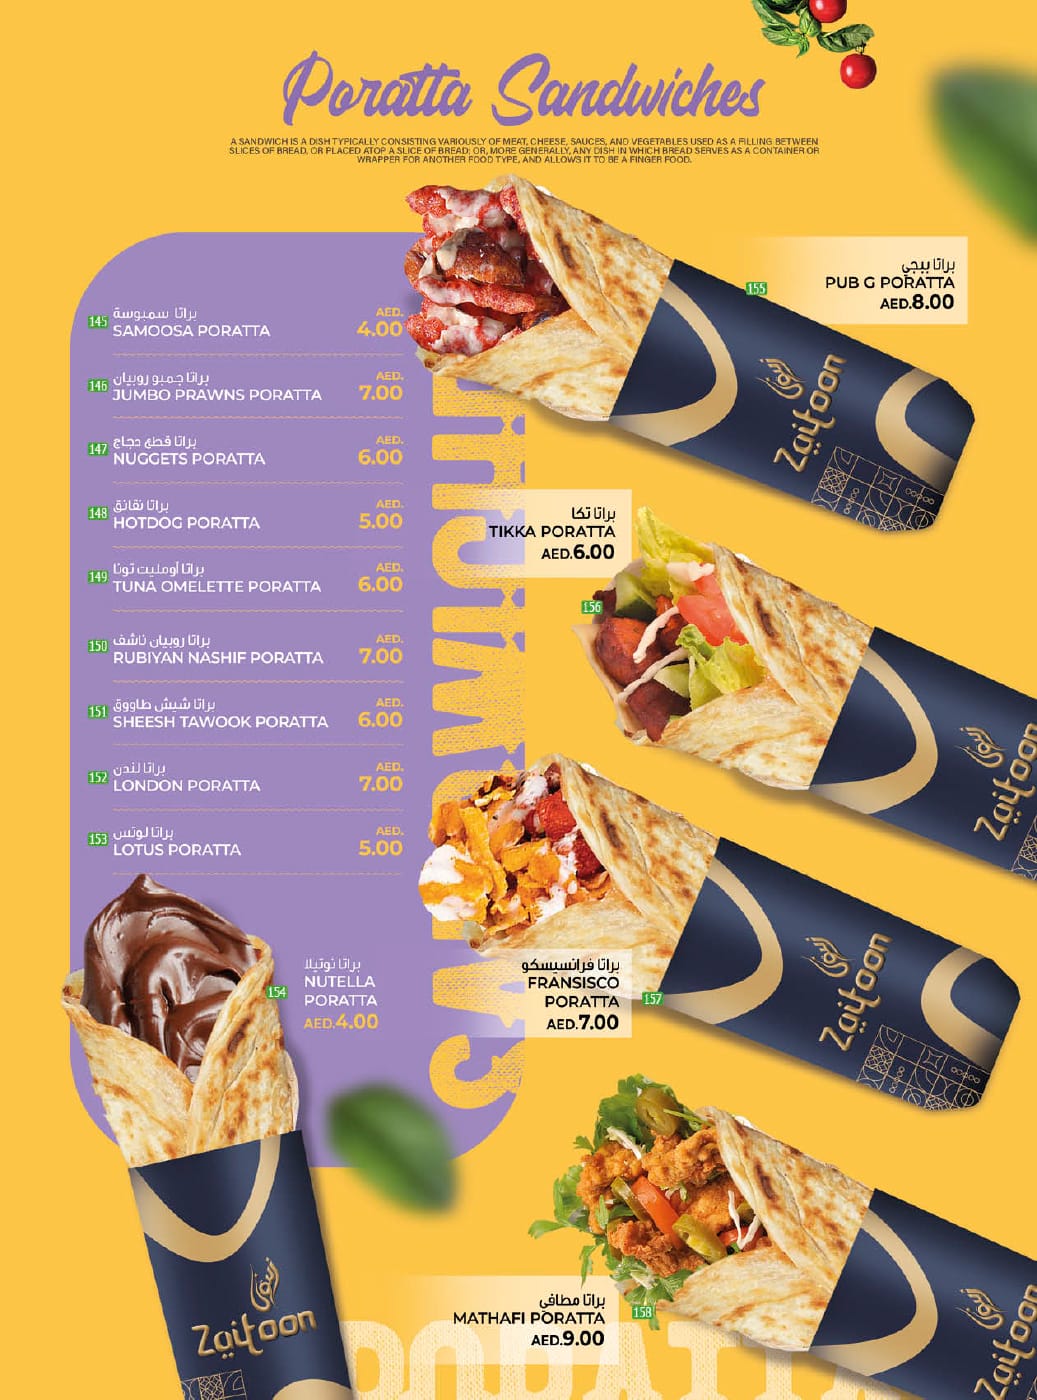 Poratta Sandwiches
A SANDWICH IS A DISH TYPICALLY CONSISTING VARIOUSLY OF MEAT, CHEESE, SAUCES, AND VEGETABLES USED AS A FILLING BETWEEN
SLICES OF BREAD, OR PLACED ATOP A SLICE OF BREAD; OR, MORE GENERALLY, ANY DISH IN WHICH BREAD SERVES AS A CONTAINER OR
WRAPPER FOR ANOTHER FOOD TYPE, AND ALLOWS IT TO BE A FINGER FOOD.
145 براتا سمبوسة
SAMOOSA PORATTA
AED.
4.00
146 براتا جمبو روبيان
JUMBO PRAWNS PORATTA
AED.
7.00
147 براتا قطع دجاج
NUGGETS PORATTA
AED.
6.00
148 براتا نقانق
HOTDOG PORATTA
AED.
5.00
149 براتا أومليت تونا
TUNA OMELETTE PORATTA
AED.
6.00
150 براتا روبيان ناشف
RUBIYAN NASHIF PORATTA
AED.
7.00
151 براتا شيش طاووق
SHEESH TAWOOK PORATTA
AED.
6.00
152 براتا لندن
LONDON PORATTA
AED.
7.00
153 براتا لوتس
LOTUS PORATTA
AED.
5.00
154
براتا نوتيلا
NUTELLA
PORATTA
AED.4.00
155
براتا ببجي
PUB G PORATTA
AED.8.00
زيتون
Zaitoon
براتا تكا
TIKKA PORATTA
AED.6.00
156
زيتون
Zaitoon
براتا فرانسيسكو
FRANSISCO
PORATTA
AED.7.00
157
زيتون
Zaitoon
براتا مطافي
MATHAFI PORATTA
AED.9.00
158
زيتون
Zaitoon
زيتون
Zaitoon
PORATTA